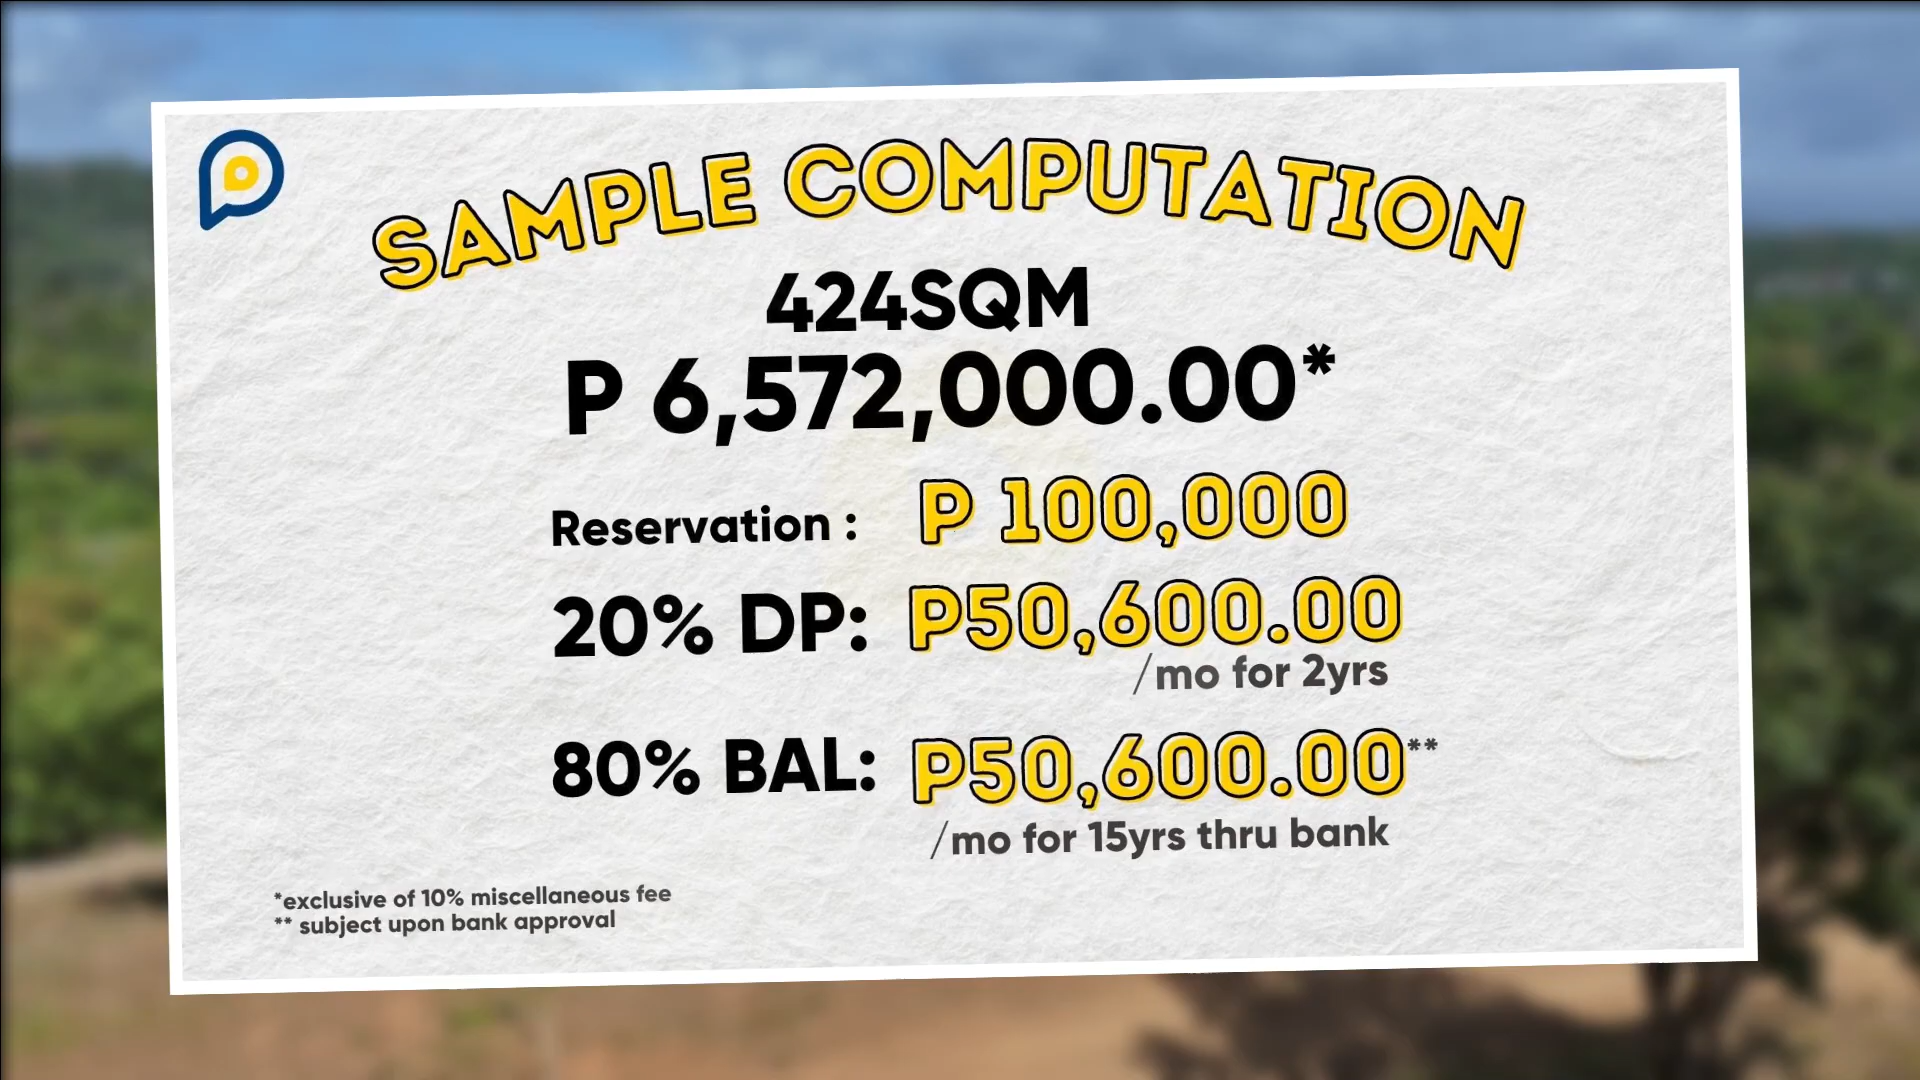 SAMPLE COMPUTATION
424SQM
P 6,572,000.00*
Reservation : P 100,000
20% DP: P50,600.00
/mo for 2yrs
80% BAL: P50,600.00**
/mo for 15yrs thru bank
*exclusive of 10% miscellaneous fee
** subject upon bank approval